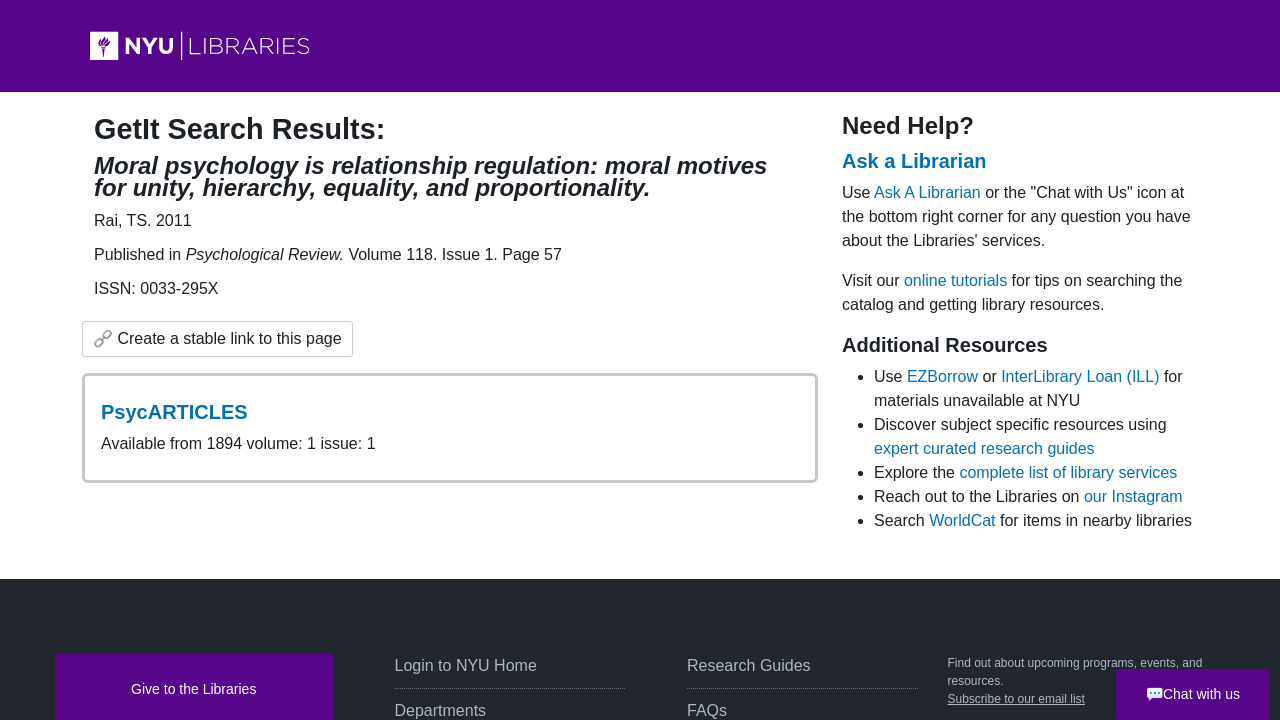 NYU LIBRARIES
GetIt Search Results:
Moral psychology is relationship regulation: moral motives
for unity, hierarchy, equality, and proportionality.
Rai, TS. 2011
Published in Psychological Review. Volume 118. Issue 1. Page 57
ISSN: 0033-295X
Create a stable link to this page
PsycARTICLES
Available from 1894 volume: 1 issue: 1
Need Help?
Ask a Librarian
Use Ask A Librarian or the "Chat with Us" icon at
the bottom right corner for any question you have
about the Libraries' services.
Visit our online tutorials for tips on searching the
catalog and getting library resources.
Additional Resources
Use EZBorrow or InterLibrary Loan (ILL) for
materials unavailable at NYU
Discover subject specific resources using
expert curated research guides
Explore the complete list of library services
Reach out to the Libraries on our Instagram
Search WorldCat for items in nearby libraries
Give to the Libraries
Login to NYU Home
Departments
Research Guides
FAQs
Find out about upcoming programs, events, and
resources.
Subscribe to our email list
Chat with us